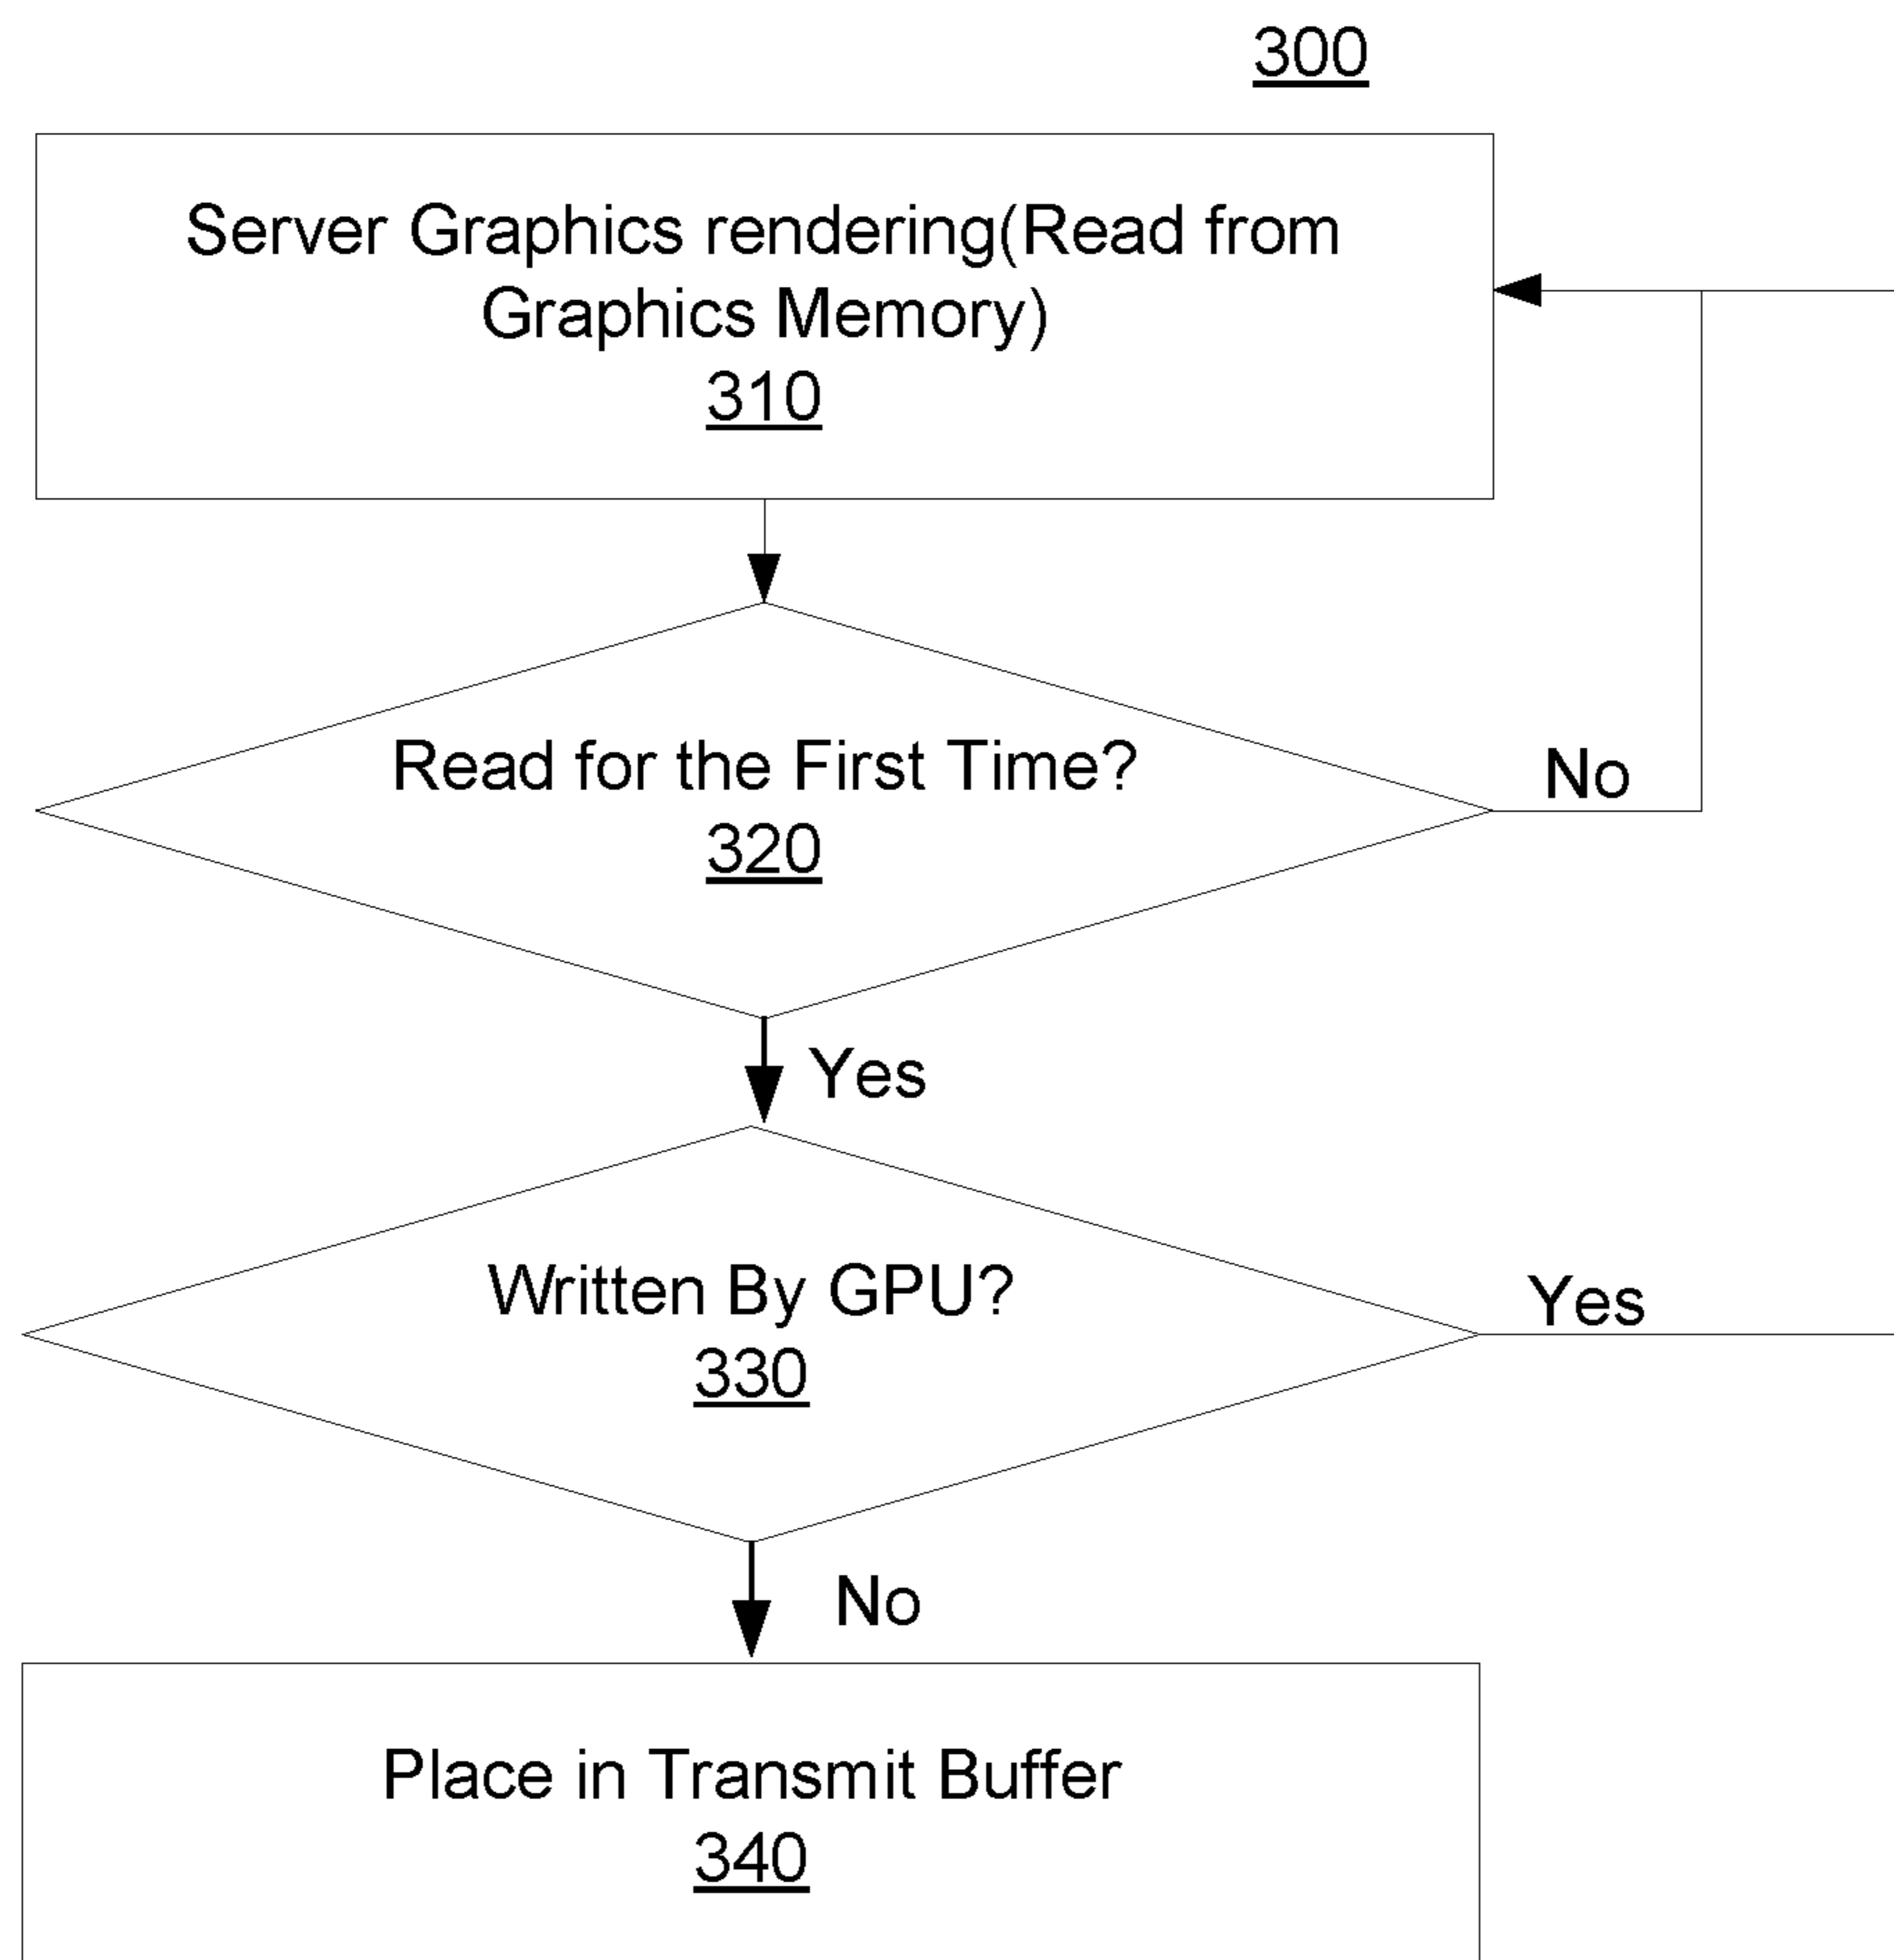 300
Server Graphics rendering(Read from
Graphics Memory)
310
Read for the First Time?
320
No
Yes
Written By GPU?
330
Yes
No
Place in Transmit Buffer
340